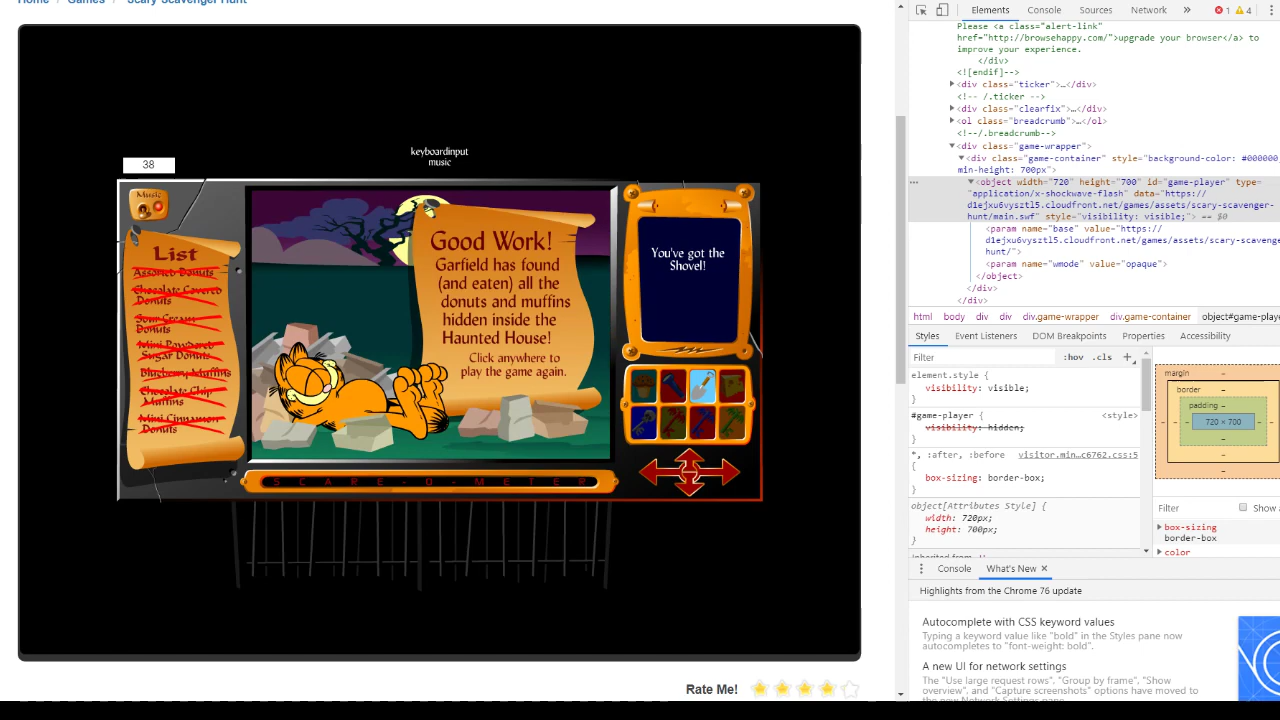 Home
Games
Scary Scavenger Hunt
38
keyboardinput
music
Music
List
Assorted Donuts
Chocolate Covered
Donuts
Sour Cream
Donuts
Mini Powdered
Sugar Donuts
Blueberry Muffins
Chocolate Chip
Muffins
Mini Cinnamon
Donuts
Good Work!
Garfield has found
(and eaten) all the
donuts and muffins
hidden inside the
Haunted House!
Click anywhere to
play the game again.
You've got the
Shovel!
SCARE-O-METER
Rate Me!
Elements Console Sources Network » 1 4
Please <a class="alert-link"
href="http://browsehappy.com/">upgrade your browser</a> to
improve your experience.
</div>
<![endif]-->
<div class="ticker">…</div>
<!-- /.ticker -->
<div class="clearfix">…</div>
<ol class="breadcrumb">…</ol>
<!--/.breadcrumb-->
<div class="game-wrapper">
<div class="game-container" style="background-color: #000000
min-height: 700px">
<object width="720" height="700" id="game-player" type=
"application/x-shockwave-flash" data="https://
d1ejxu6vysztl5.cloudfront.net/games/assets/scary-scavenger-
hunt/main.swf" style="visibility: visible;"> == $0
<param name="base" value="https://
d1ejxu6vysztl5.cloudfront.net/games/assets/scary-scavenge
hunt/">
<param name="wmode" value="opaque">
</object>
</div>
</div>
html body div div div.game-wrapper div.game-container object#game-playe
Styles Event Listeners DOM Breakpoints Properties Accessibility
Filter :hov .cls +
element.style {
visibility: visible;
}
#game-player { <style>
visibility: hidden;
}
*, :after, :before visitor.min…c6762.css:5
{
box-sizing: border-box;
}
object[Attributes Style] {
width: 720px;
height: 700px;
}
margin
border
padding
720 × 700
Filter Show a
box-sizing
border-box
color
Console What's New ×
Highlights from the Chrome 76 update
Autocomplete with CSS keyword values
Typing a keyword value like "bold" in the Styles pane now
autocompletes to "font-weight: bold".
A new UI for network settings
The "Use large request rows", "Group by frame", "Show
overview", and "Capture screenshots" options have moved to
the new Network Settings pane.